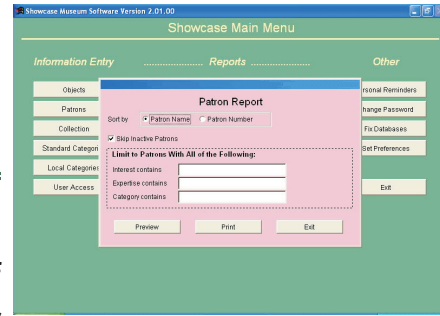 Showcase Museum Software Version 2.01.00
Showcase Main Menu
Information Entry .................... Reports .................... Other
Objects
Patrons
Collection
Standard Categori
Local Categories
User Access
Patron Report
Sort by Patron Name Patron Number
Skip Inactive Patrons
Limit to Patrons With All of the Following:
Interest contains
Expertise contains
Category contains
Preview Print Exit
rsonal Reminders
hange Password
Fix Databases
Set Preferences
Exit